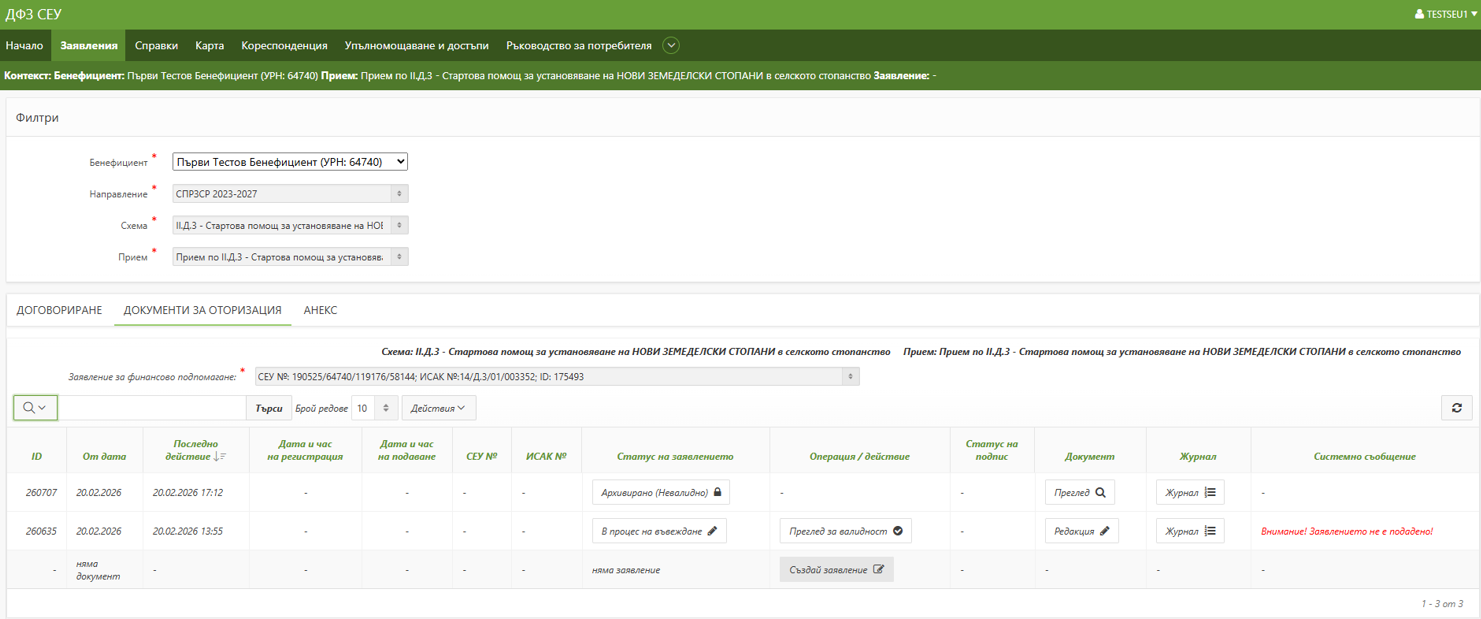 ДФЗ СЕУ
TESTSEU1
Начало Заявления Справки Карта Кореспонденция Упълномощаване и достъпи Ръководство за потребителя
Контекст: Бенефициент: Първи Тестов Бенефициент (УРН: 64740) Прием: Прием по II.Д.3 - Стартова помощ за установяване на НОВИ ЗЕМЕДЕЛСКИ СТОПАНИ в селското стопанство Заявление: -
Филтри
Бенефициент * Първи Тестов Бенефициент (УРН: 64740)
Направление * СПРЗСР 2023-2027
Схема * II.Д.3 - Стартова помощ за установяване на НОЕ
Прием * Прием по II.Д.3 - Стартова помощ за установяв
ДОГОВОРИРАНЕ ДОКУМЕНТИ ЗА ОТОРИЗАЦИЯ АНЕКС
Схема: II.Д.3 - Стартова помощ за установяване на НОВИ ЗЕМЕДЕЛСКИ СТОПАНИ в селското стопанство Прием: Прием по II.Д.3 - Стартова помощ за установяване на НОВИ ЗЕМЕДЕЛСКИ СТОПАНИ в селското стопанство
Заявление за финансово подпомагане: * СЕУ №: 190525/64740/119176/58144; ИСАК №:14/Д.3/01/003352; ID: 175493
Търси Брой редове 10 Действия
ID От дата Последно действие Дата и час на регистрация Дата и час на подаване СЕУ № ИСАК № Статус на заявлението Операция / действие Статус на подпис Документ Журнал Системно съобщение
260707 20.02.2026 20.02.2026 17:12 - - - - Архивирано (Невалидно) - - Преглед Журнал -
260635 20.02.2026 20.02.2026 13:55 - - - - В процес на въвеждане Преглед за валидност - Редакция Журнал Внимание! Заявлението не е подадено!
- няма документ - - - - - няма заявление Създай заявление - - - -
1 - 3 от 3